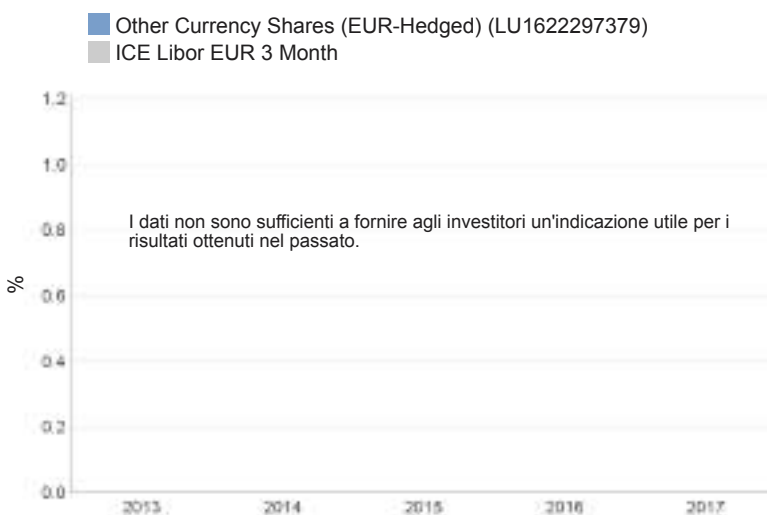 Other Currency Shares (EUR-Hedged) (LU1622297379)
ICE Libor EUR 3 Month
1.2
1.0
I dati non sono sufficienti a fornire agli investitori un'indicazione utile per i
0.8
risultati ottenuti nel passato.
%
0.6
0.4
0.2
0.0
2013 2014 2015 2016 2017